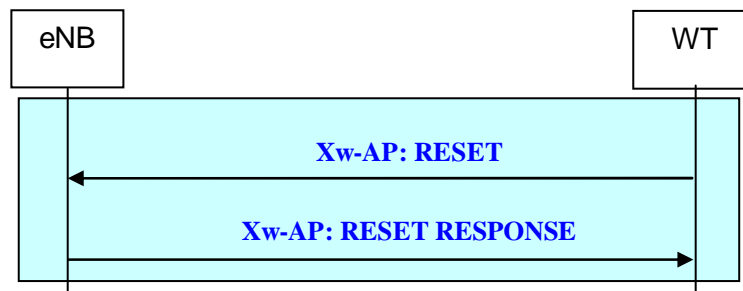 eNB
WT
Xw-AP: RESET
Xw-AP: RESET RESPONSE